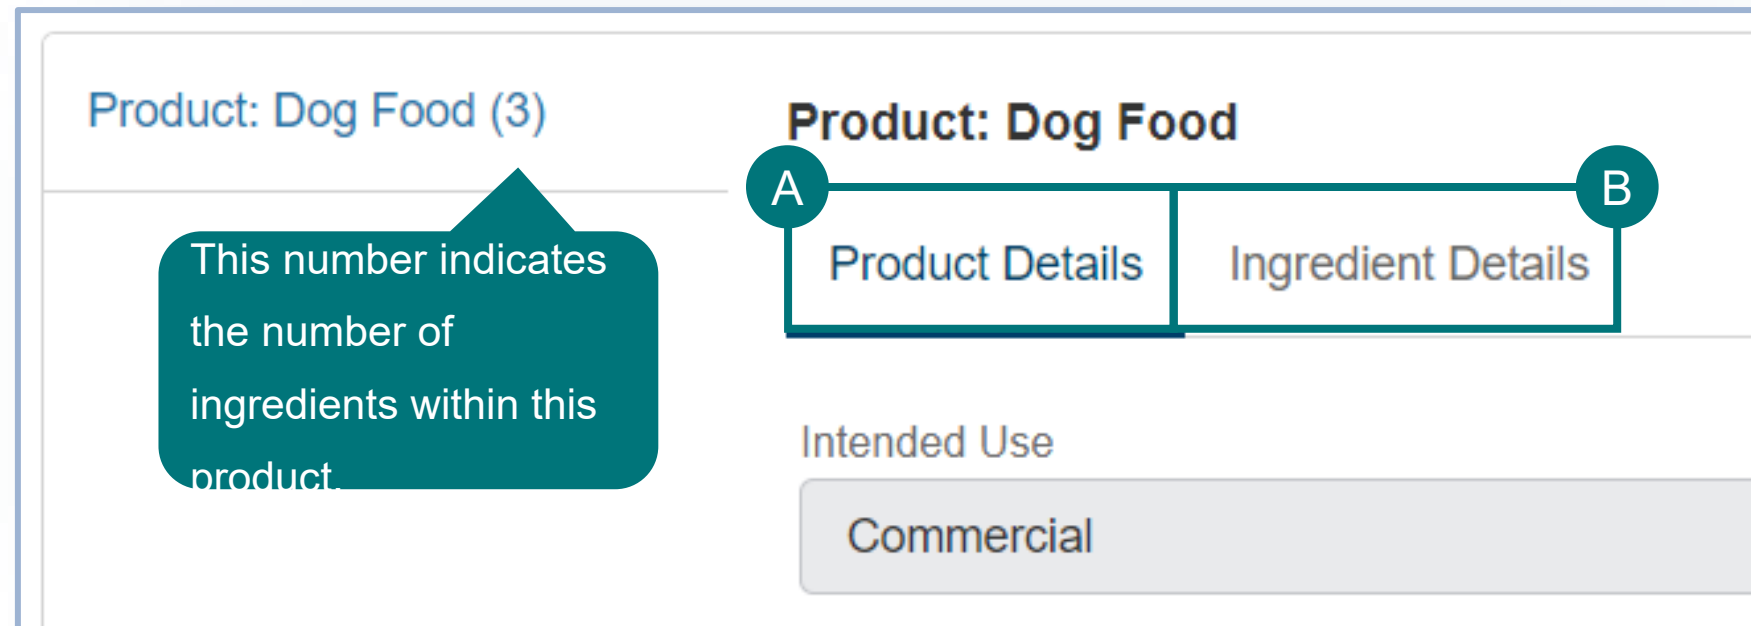 Product: Dog Food (3)
This number indicates
the number of
ingredients within this
product.
Product: Dog Food
A
B
Product Details
Ingredient Details
Intended Use
Commercial